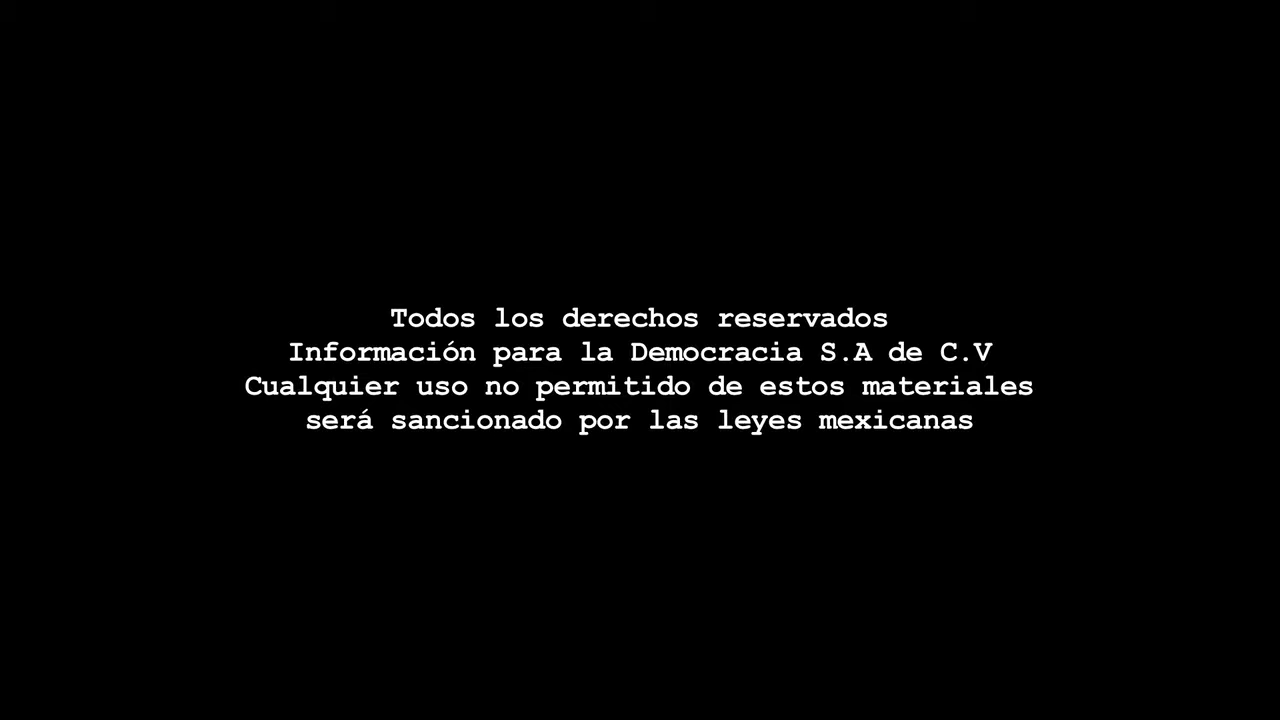 Todos los derechos reservados
Información para la Democracia S.A de C.V
Cualquier uso no permitido de estos materiales
será sancionado por las leyes mexicanas